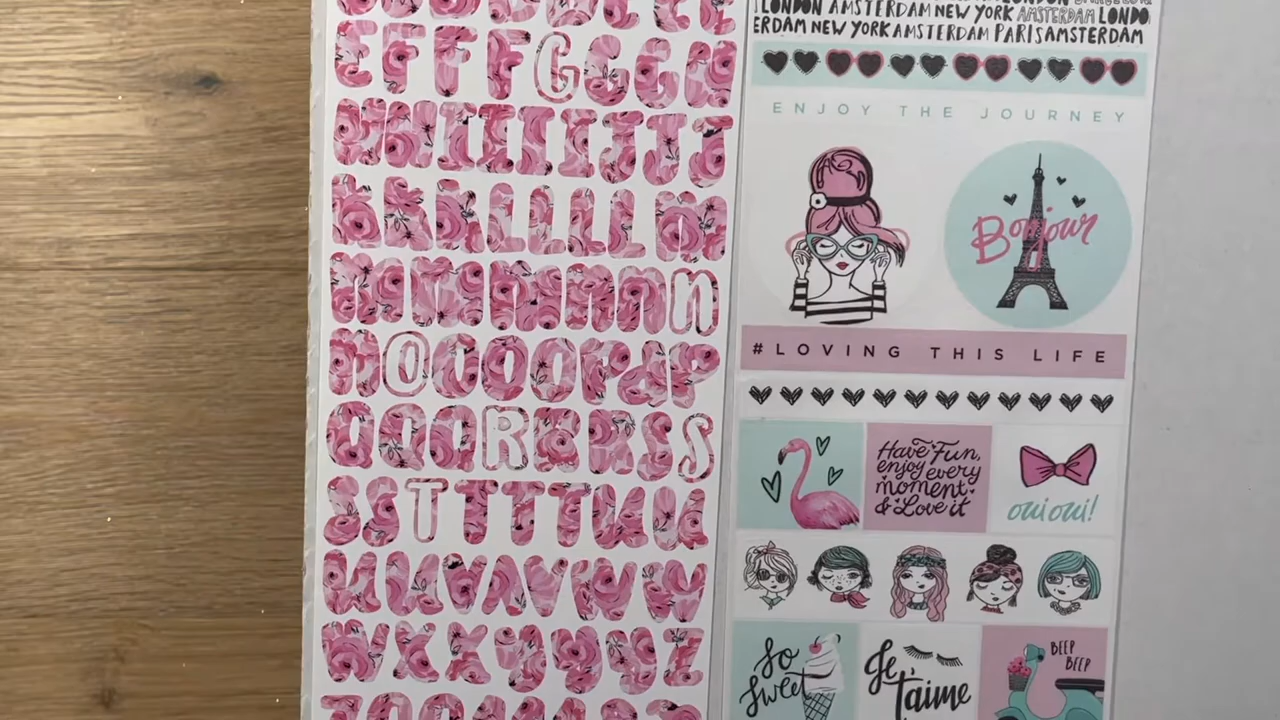 E F F F G G G H
H H I I I I I J J J
K K K L L L L M
M M M M N N N
N O O O O P P P
Q Q Q R R R R S S
S S T T T T T U U
W X X Y Y Y Y Z
LONDON AMSTERDAM NEW YORK AMSTERDAM LONDO
ERDAM NEW YORK AMSTERDAM PARIS AMSTERDAM
ENJOY THE JOURNEY
Bonjour
#LOVING THIS LIFE
Have Fun,
enjoy every
moment
& Love it
oui oui!
So
Sweet
Je
t'aime
BEEP
BEEP